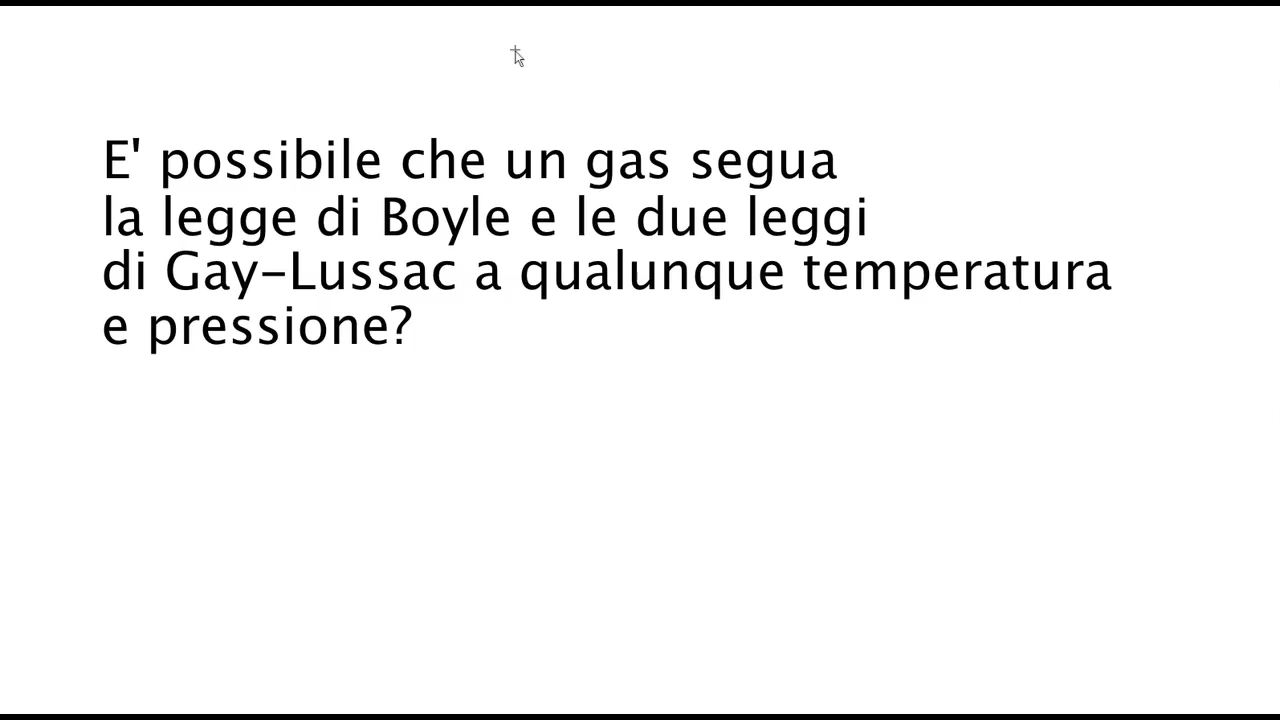 E' possibile che un gas segua
la legge di Boyle e le due leggi
di Gay-Lussac a qualunque temperatura
e pressione?